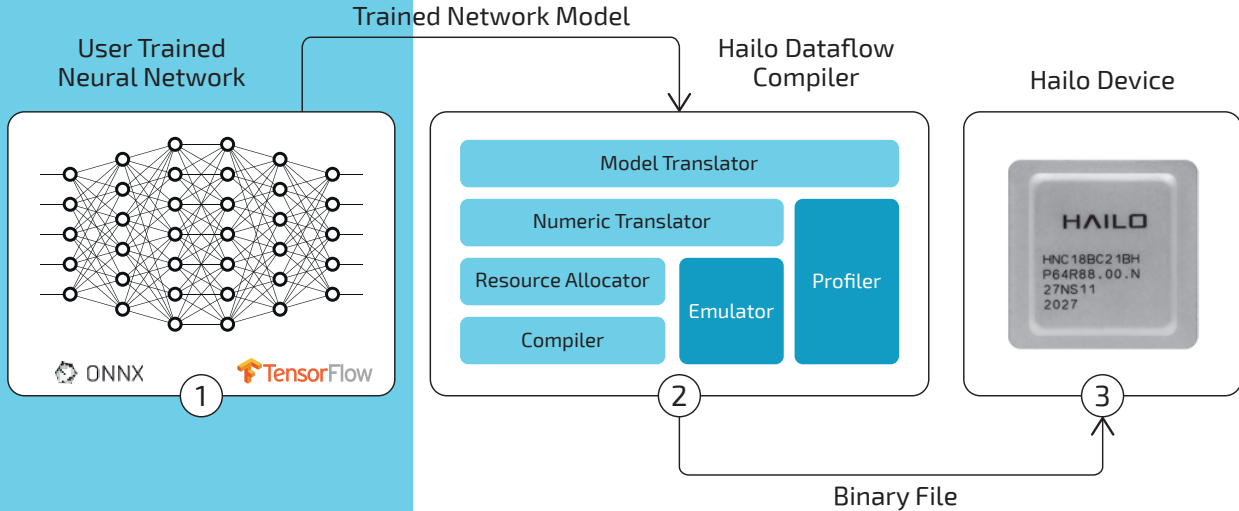 Trained Network Model
User Trained
Neural Network
Hailo Dataflow
Compiler
Hailo Device
Model Translator
Numeric Translator
Resource Allocator
Compiler
Emulator
Profiler
HAILO
HNC18BC21BH
P64R88.00.N
27NS11
2027
ONNX
TensorFlow
1
2
3
Binary File